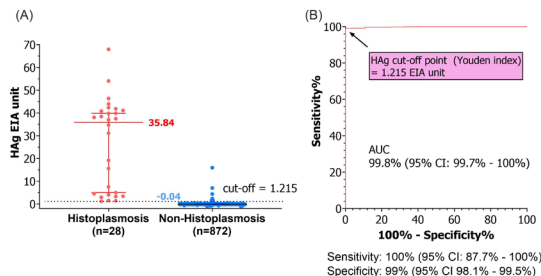 (A)
HAg EIA unit
70
60
50
40
30
20
10
0
35.84
-0.04
cut-off = 1.215
Histoplasmosis
(n=28)
Non-Histoplasmosis
(n=872)
(B)
Sensitivity%
100
80
60
40
20
0
HAg cut-off point (Youden index)
= 1.215 EIA unit
AUC
99.8% (95% CI: 99.7% - 100%)
0 20 40 60 80 100
100% - Specificity%
Sensitivity: 100% (95% CI: 87.7% - 100%)
Specificity: 99% (95% CI 98.1% - 99.5%)